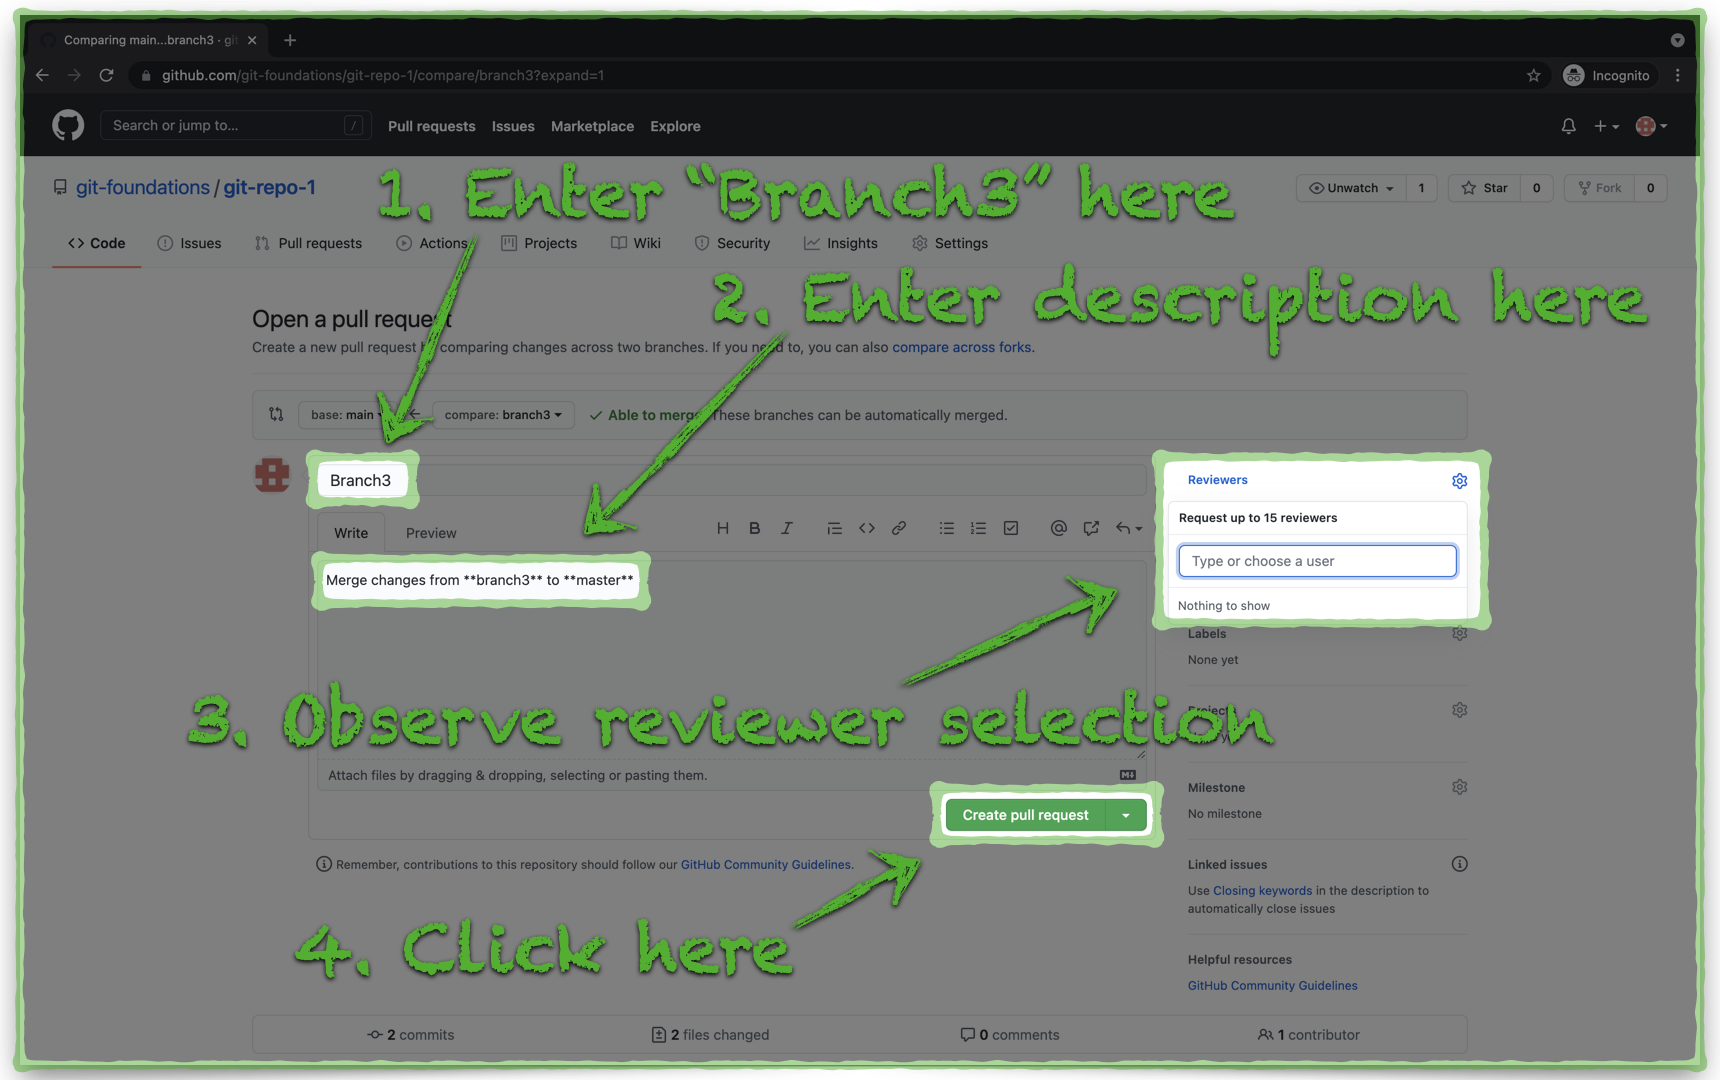 Comparing main...branch3 · git
github.com/git-foundations/git-repo-1/compare/branch3?expand=1
Incognito
Search or jump to...
/
Pull requests
Issues
Marketplace
Explore
git-foundations / git-repo-1
1. Enter "Branch3" here
Unwatch
1
Star
0
Fork
0
Code
Issues
Pull requests
Actions
Projects
Wiki
Security
Insights
Settings
2. Enter description here
Open a pull request
Create a new pull request comparing changes across two branches. If you need to, you can also compare across forks.
base: main
compare: branch3
Able to merge. These branches can be automatically merged.
Branch3
Reviewers
Request up to 15 reviewers
Type or choose a user
Nothing to show
Write
Preview
H B I
Merge changes from **branch3** to **master**
Labels
None yet
3. Observe reviewer selection
Projects
Attach files by dragging & dropping, selecting or pasting them.
Create pull request
Milestone
No milestone
Remember, contributions to this repository should follow our GitHub Community Guidelines.
Linked issues
Use Closing keywords in the description to
automatically close issues
4. Click here
Helpful resources
GitHub Community Guidelines
2 commits
2 files changed
0 comments
1 contributor